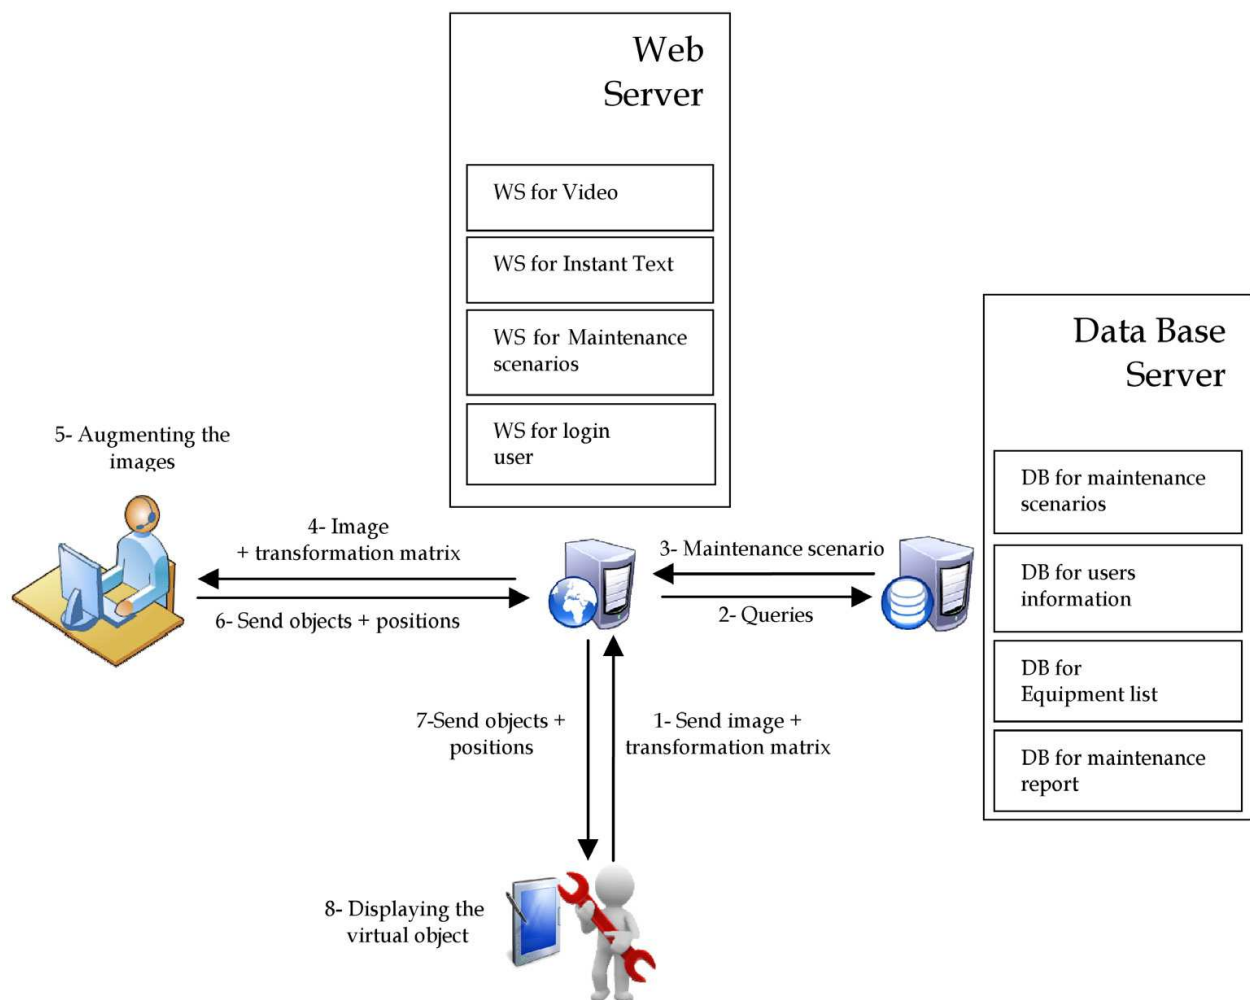 Web
Server
WS for Video
WS for Instant Text
WS for Maintenance
scenarios
WS for login
user
Data Base
Server
DB for maintenance
scenarios
DB for users
information
DB for
Equipment list
DB for maintenance
report
5- Augmenting the
images
4- Image
+ transformation matrix
6- Send objects + positions
3- Maintenance scenario
2- Queries
7-Send objects +
positions
1- Send image +
transformation matrix
8- Displaying the
virtual object